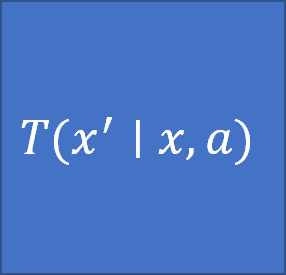 T(x′ | x, a)